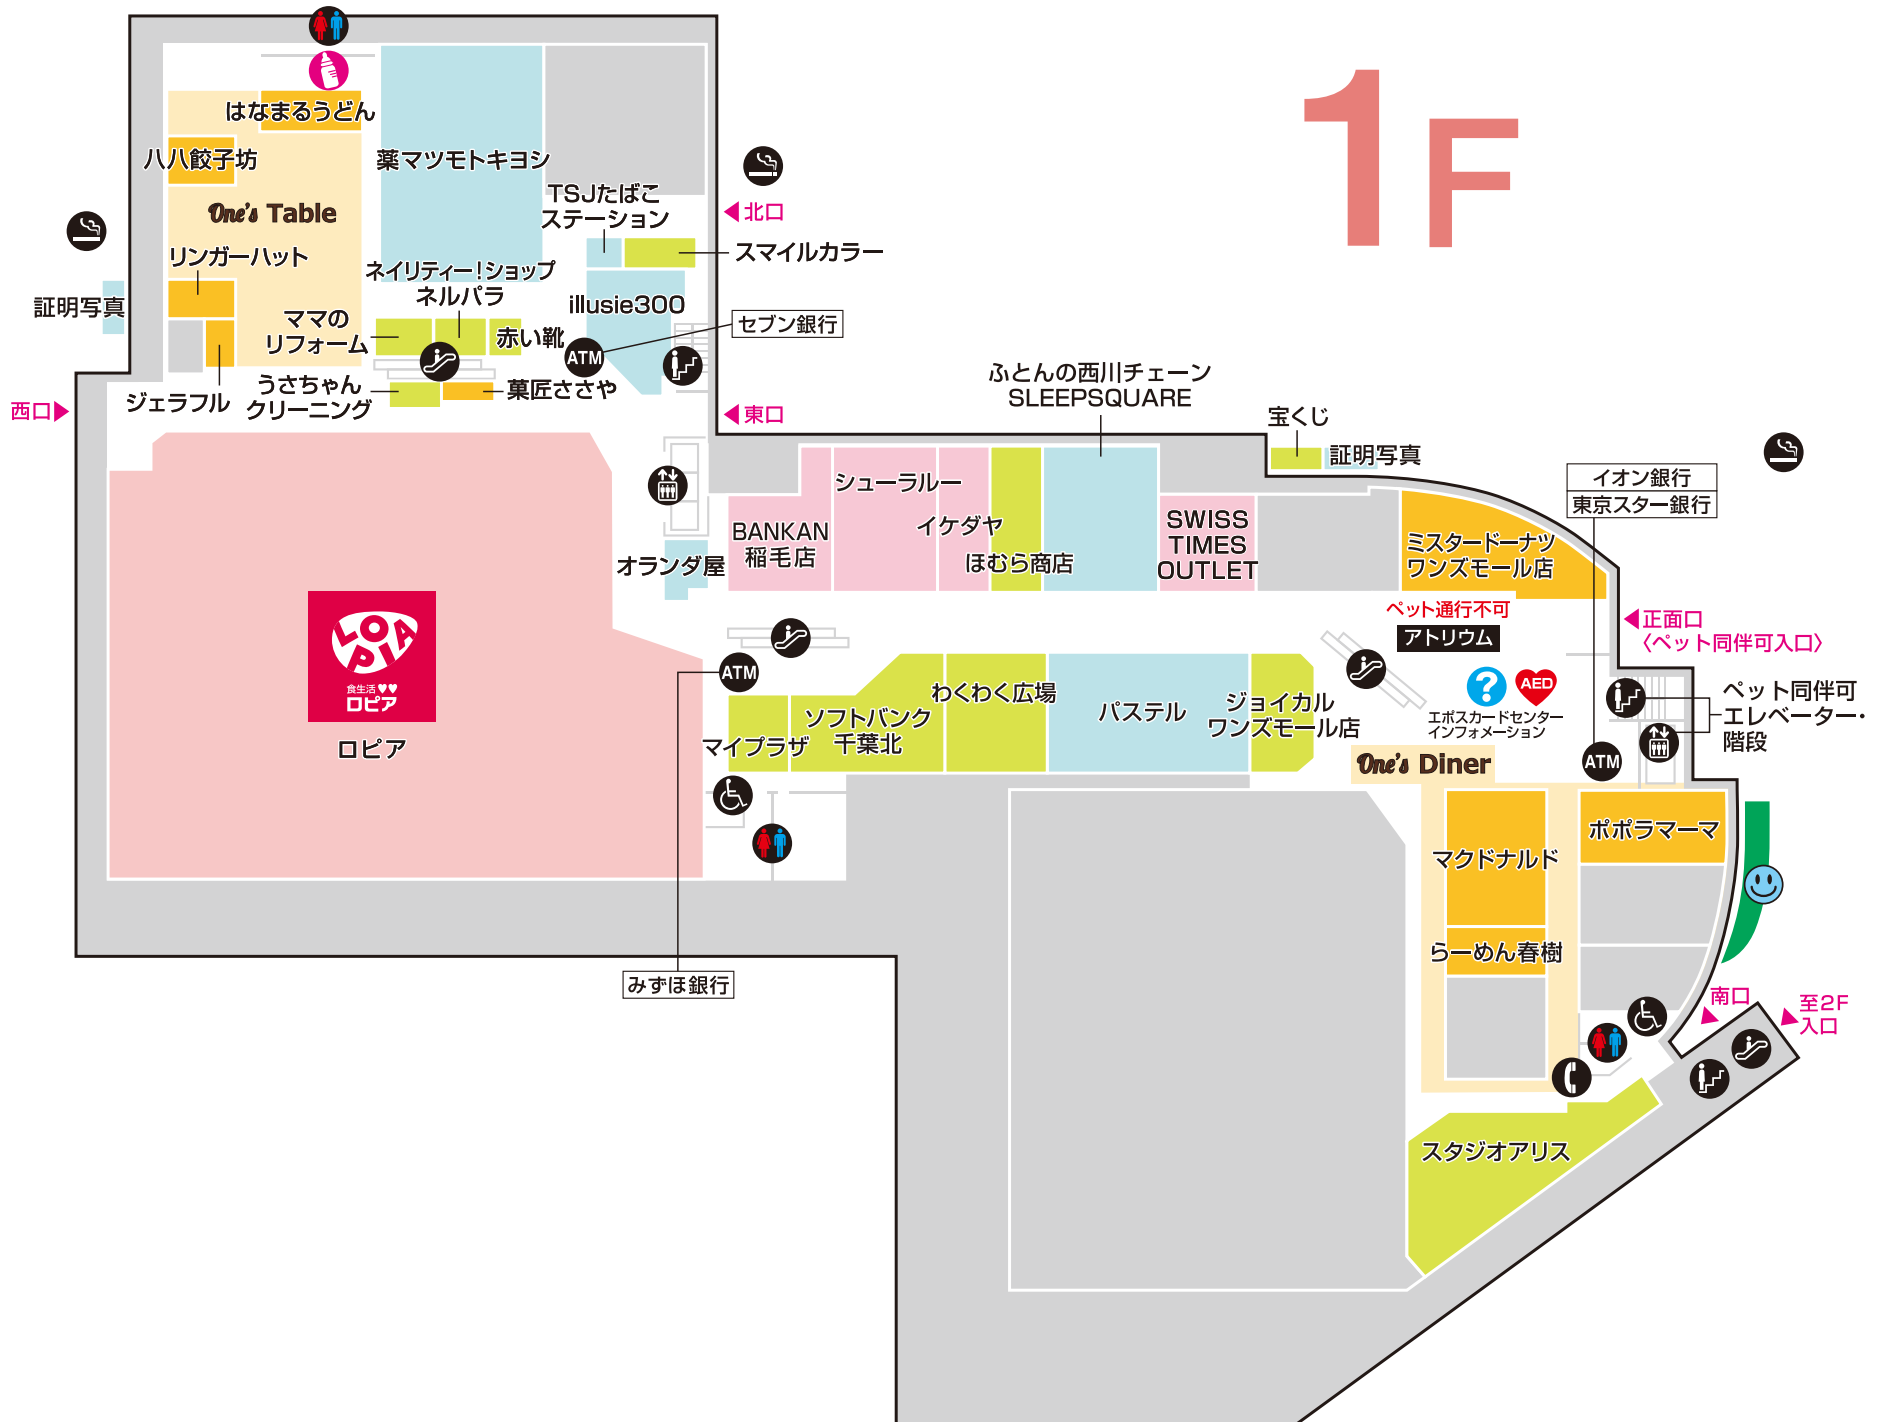 1F
はなまるうどん
八八餃子坊
薬マツモトキヨシ
One's Table
TSJたばこ
ステーション
北口
スマイルカラー
リンガーハット
ネイリティー!ショップ
ネルパラ
illusie300
証明写真
ママの
リフォーム
赤い靴
ATM
セブン銀行
うさちゃん
クリーニング
菓匠ささや
ジェラフル
西口
東口
ふとんの西川チェーン
SLEEPSQUARE
宝くじ
証明写真
イオン銀行
東京スター銀行
シューラルー
BANKAN
稲毛店
イケダヤ
ほむら商店
SWISS
TIMES
OUTLET
ミスタードーナツ
ワンズモール店
オランダ屋
ペット通行不可
アトリウム
正面口
〈ペット同伴可入口〉
LOPIA
食生活♥♥
ロピア
ロピア
ATM
マイプラザ
ソフトバンク
千葉北
わくわく広場
パステル
ジョイカル
ワンズモール店
?
AED
エポスカードセンター
インフォメーション
ペット同伴可
エレベーター・
階段
ATM
One's Diner
マクドナルド
ポポラマーマ
らーめん春樹
みずほ銀行
南口
至2F
入口
スタジオアリス